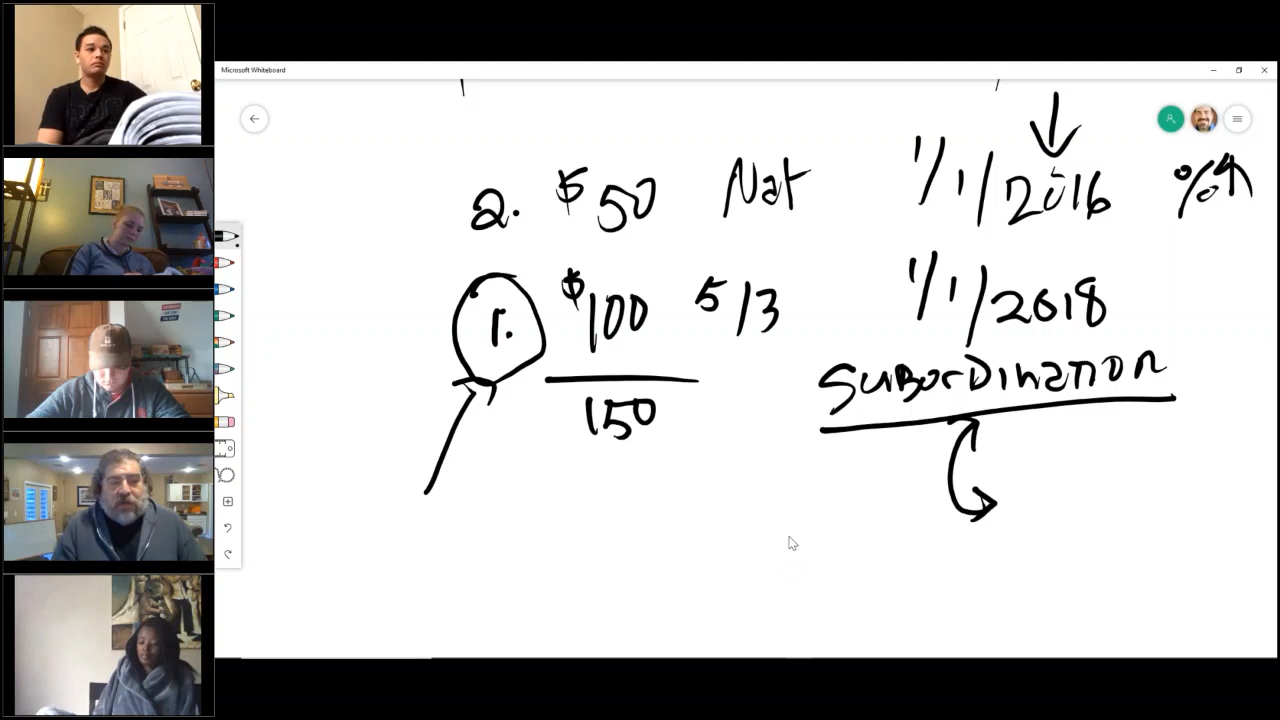 Microsoft Whiteboard
2. $50 Nat 1/1/2016 %
1. $100 5/3 1/1/2018
150
SUBORDINATION